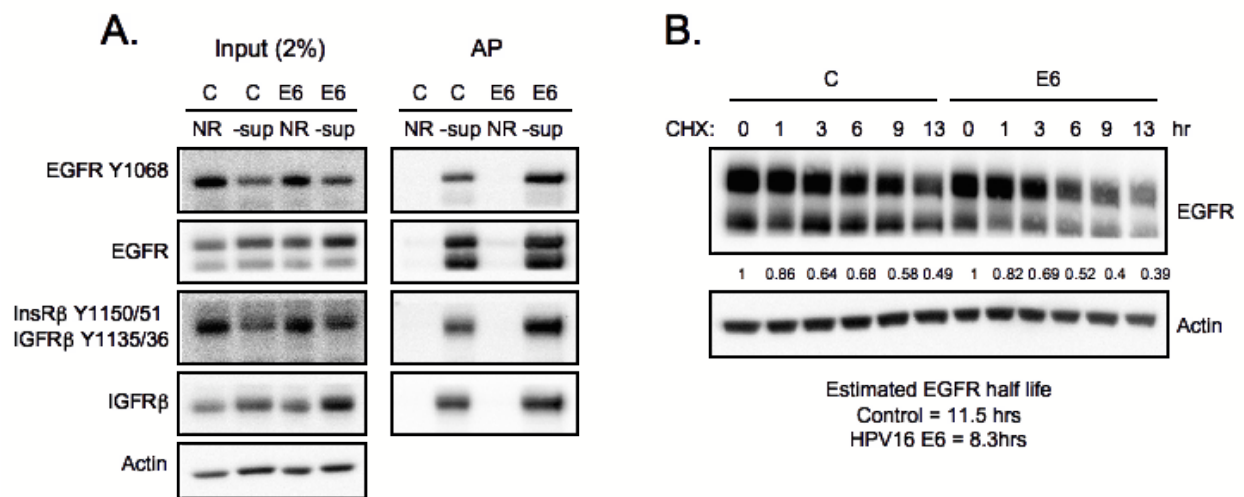 A.
Input (2%)
AP
C C E6 E6
C C E6 E6
NR -sup NR -sup
NR -sup NR -sup
EGFR Y1068
EGFR
InsRβ Y1150/51
IGFRβ Y1135/36
IGFRβ
Actin
B.
C E6
CHX: 0 1 3 6 9 13 0 1 3 6 9 13 hr
EGFR
1 0.86 0.64 0.68 0.58 0.49 1 0.82 0.69 0.52 0.4 0.39
Actin
Estimated EGFR half life
Control = 11.5 hrs
HPV16 E6 = 8.3hrs